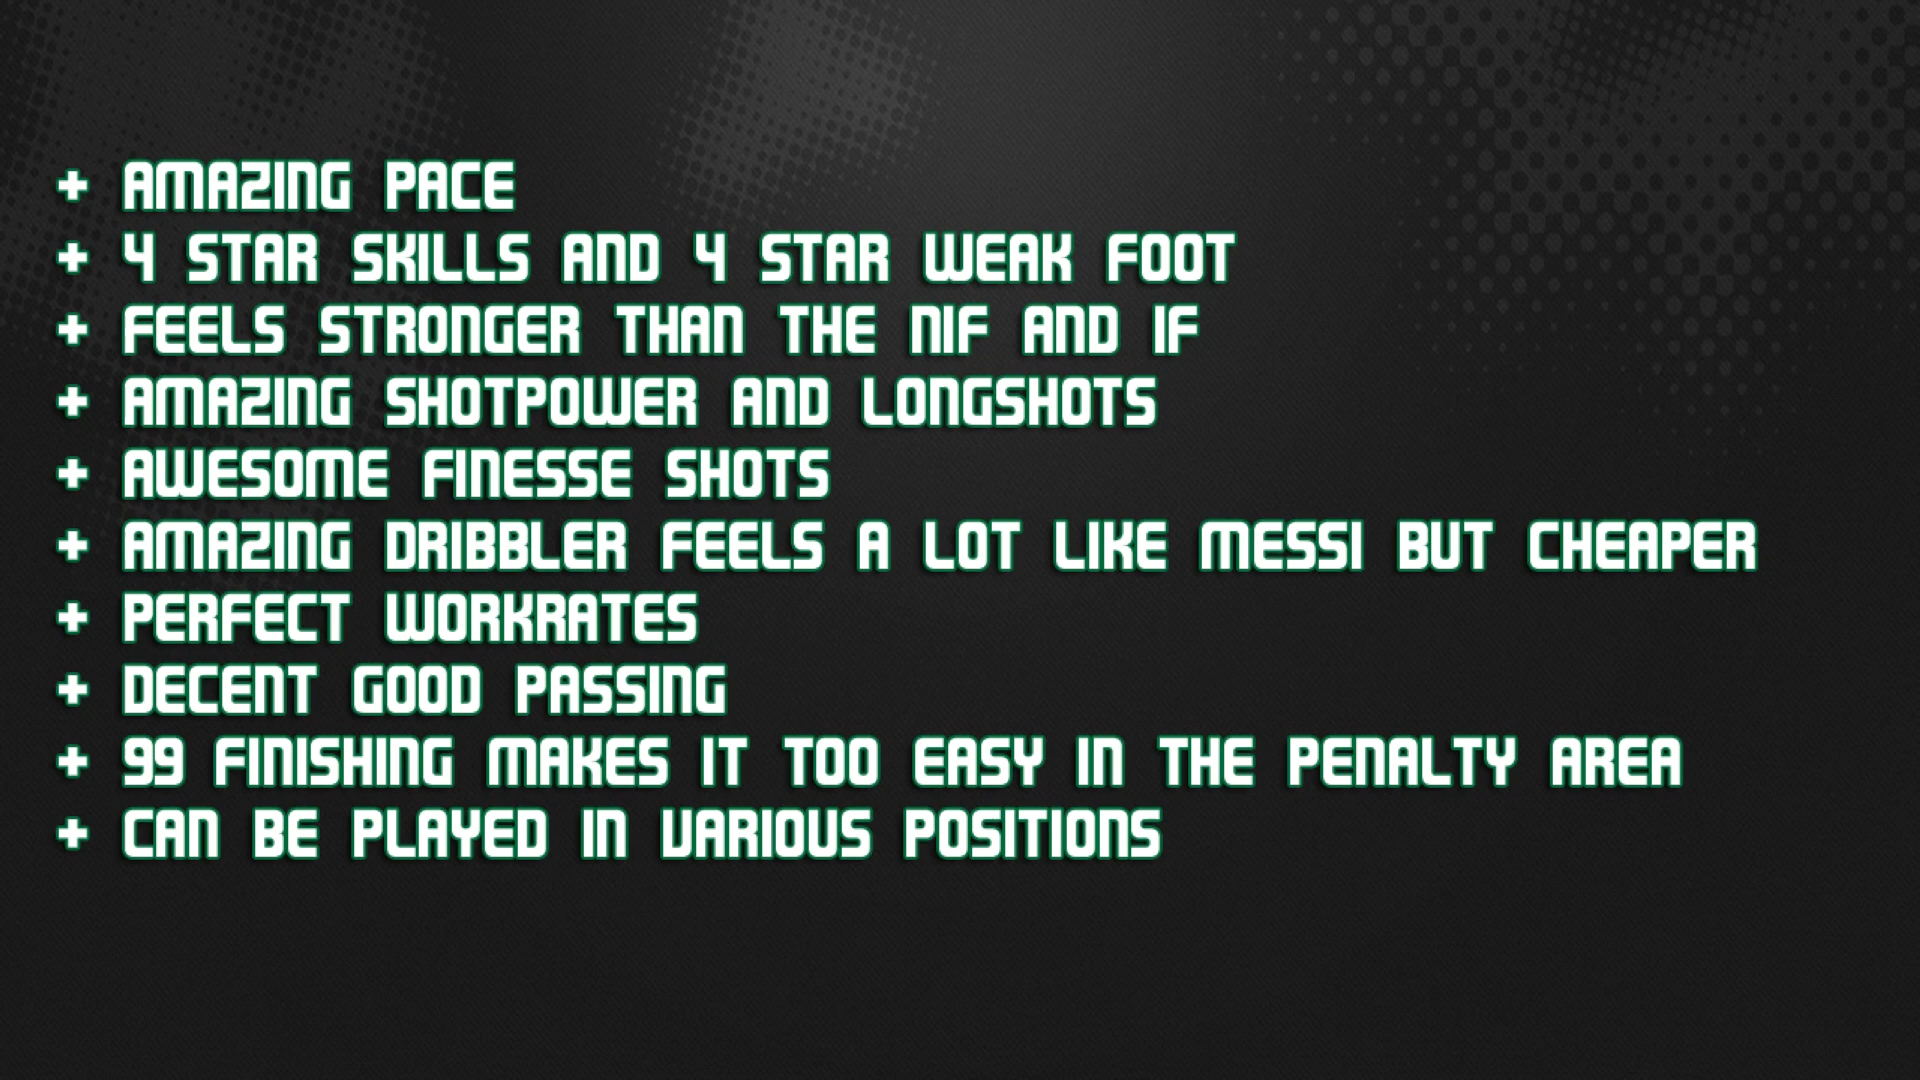 + AMAZING PACE
+ 4 STAR SKILLS AND 4 STAR WEAK FOOT
+ FEELS STRONGER THAN THE NIF AND IF
+ AMAZING SHOTPOWER AND LONGSHOTS
+ AWESOME FINESSE SHOTS
+ AMAZING DRIBBLER FEELS A LOT LIKE MESSI BUT CHEAPER
+ PERFECT WORKRATES
+ DECENT GOOD PASSING
+ 99 FINISHING MAKES IT TOO EASY IN THE PENALTY AREA
+ CAN BE PLAYED IN VARIOUS POSITIONS